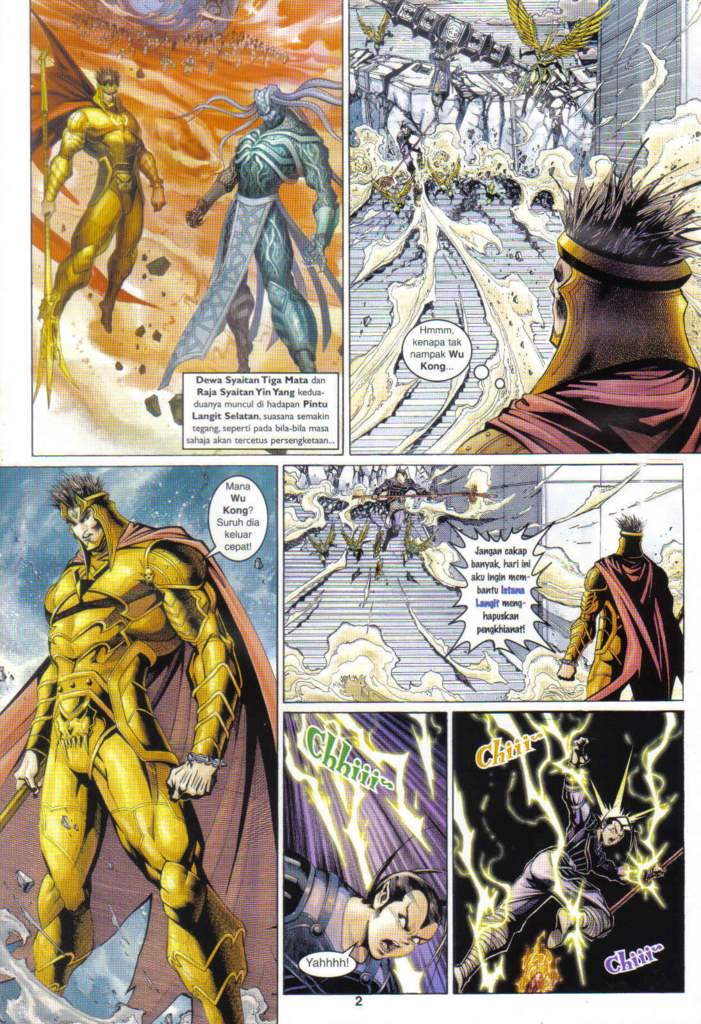 Dewa Syaitan Tiga Mata dan
Raja Syaitan Yin Yang kedua-
duanya muncul di hadapan Pintu
Langit Selatan, suasana semakin
tegang, seperti pada bila-bila masa
sahaja akan tercetus persengketaan...
Hmmm,
kenapa tak
nampak Wu
Kong...
Mana
Wu
Kong?
Suruh dia
keluar
cepat!
Jangan cakap
banyak, hari ini
aku ingin mem-
bantu Istana
Langit meng-
hapuskan
pengkhianat!
Chhiiii~
Yahhhh!
Chiii~
Chiii~
2